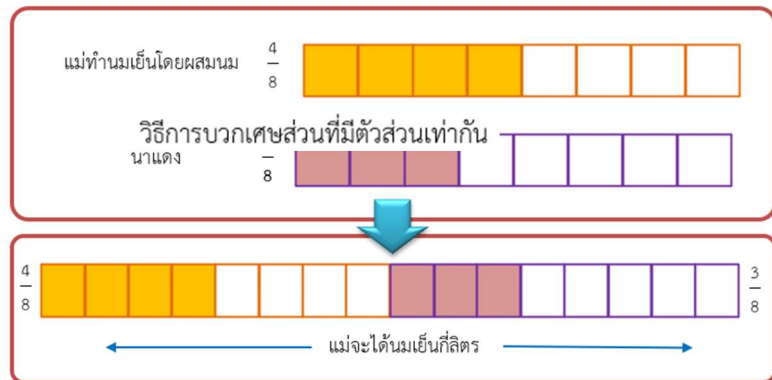 แม่ทำนมเย็นโดยผสมนม 4/8
วิธีการบวกเศษส่วนที่มีตัวส่วนเท่ากัน
นาแดง /8
4/8 3/8
แม่จะได้นมเย็นกี่ลิตร